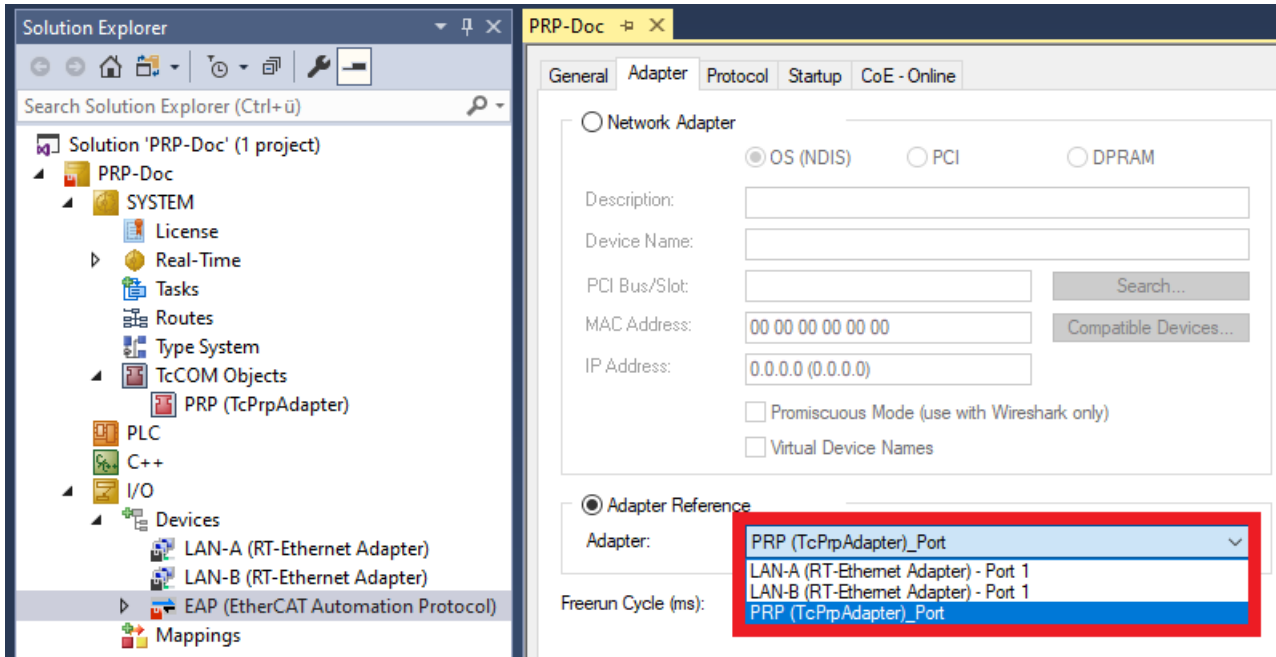 Solution Explorer
Search Solution Explorer (Ctrl+ü)
Solution 'PRP-Doc' (1 project)
PRP-Doc
SYSTEM
License
Real-Time
Tasks
Routes
Type System
TcCOM Objects
PRP (TcPrpAdapter)
PLC
C++
I/O
Devices
LAN-A (RT-Ethernet Adapter)
LAN-B (RT-Ethernet Adapter)
EAP (EtherCAT Automation Protocol)
Mappings
PRP-Doc
General Adapter Protocol Startup CoE - Online
Network Adapter
OS (NDIS) PCI DPRAM
Description:
Device Name:
PCI Bus/Slot: Search...
MAC Address: 00 00 00 00 00 00 Compatible Devices...
IP Address: 0.0.0.0 (0.0.0.0)
Promiscuous Mode (use with Wireshark only)
Virtual Device Names
Adapter Reference
Adapter: PRP (TcPrpAdapter)_Port
LAN-A (RT-Ethernet Adapter) - Port 1
LAN-B (RT-Ethernet Adapter) - Port 1
PRP (TcPrpAdapter)_Port
Freerun Cycle (ms):